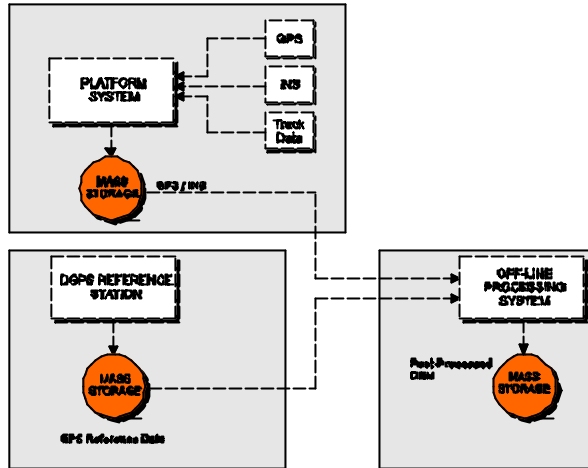 GPS
PLATFORM
SYSTEM
INS
Track
Data
MASS
STORAGE
GPS / INS
DGPS REFERENCE
STATION
OFF-LINE
PROCESSING
SYSTEM
MASS
STORAGE
Post-Processed
MASS
STORAGE
GPS Reference Data